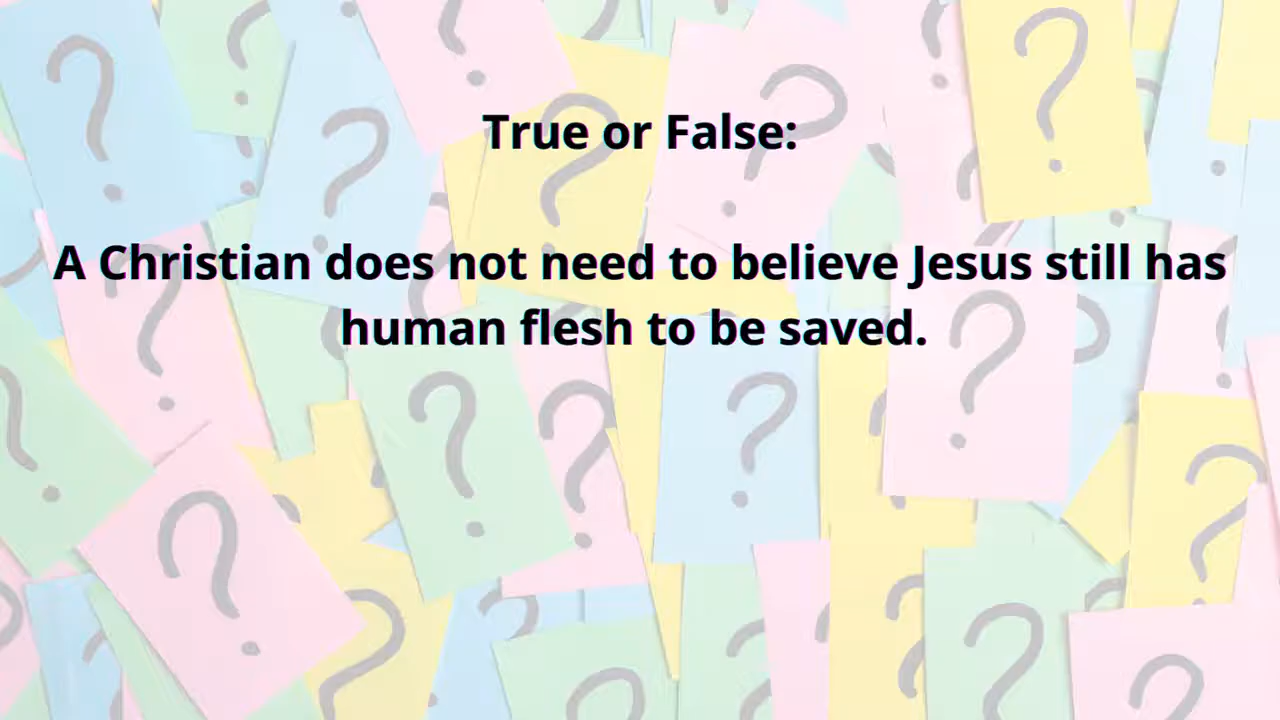 True or False:
A Christian does not need to believe Jesus still has
human flesh to be saved.